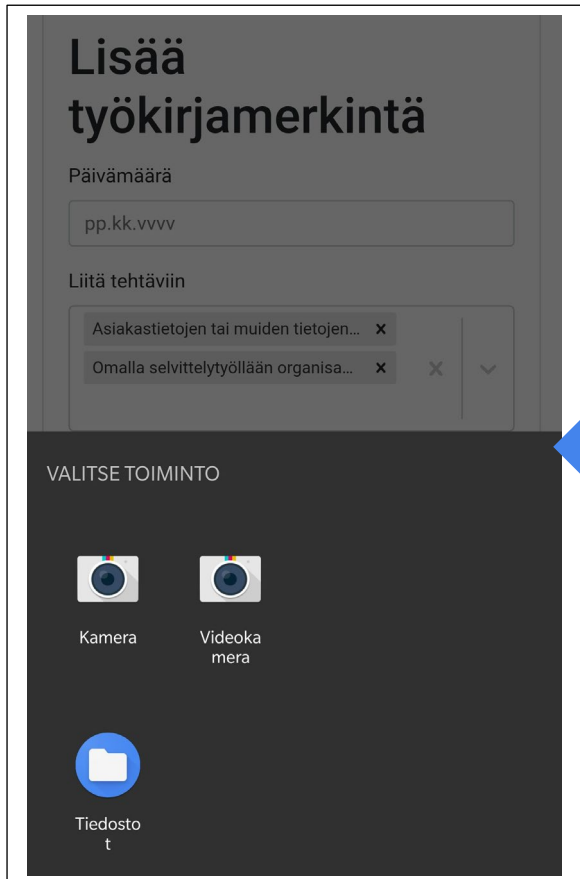 Lisää
työkirjamerkintä
Päivämäärä
pp.kk.vvvv
Liitä tehtäviin
Asiakastietojen tai muiden tietojen...
Omalla selvittelytyöllään organisa...
VALITSE TOIMINTO
Kamera
Videoka
mera
Tiedosto
t